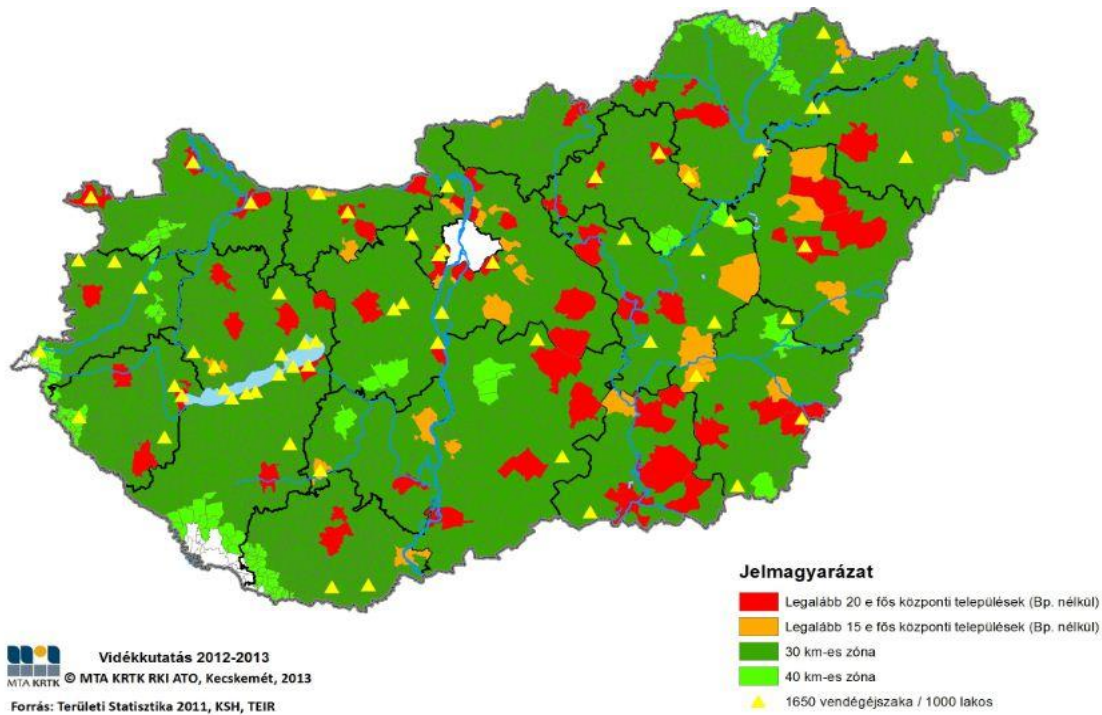 Jelmagyarázat
Legalább 20 e fős központi települések (Bp. nélkül)
Legalább 15 e fős központi települések (Bp. nélkül)
30 km-es zóna
40 km-es zóna
1650 vendégéjszaka / 1000 lakos
MTA KRTK
Vidékkutatás 2012-2013
© MTA KRTK RKI ATO, Kecskemét, 2013
Forrás: Területi Statisztika 2011, KSH, TEIR